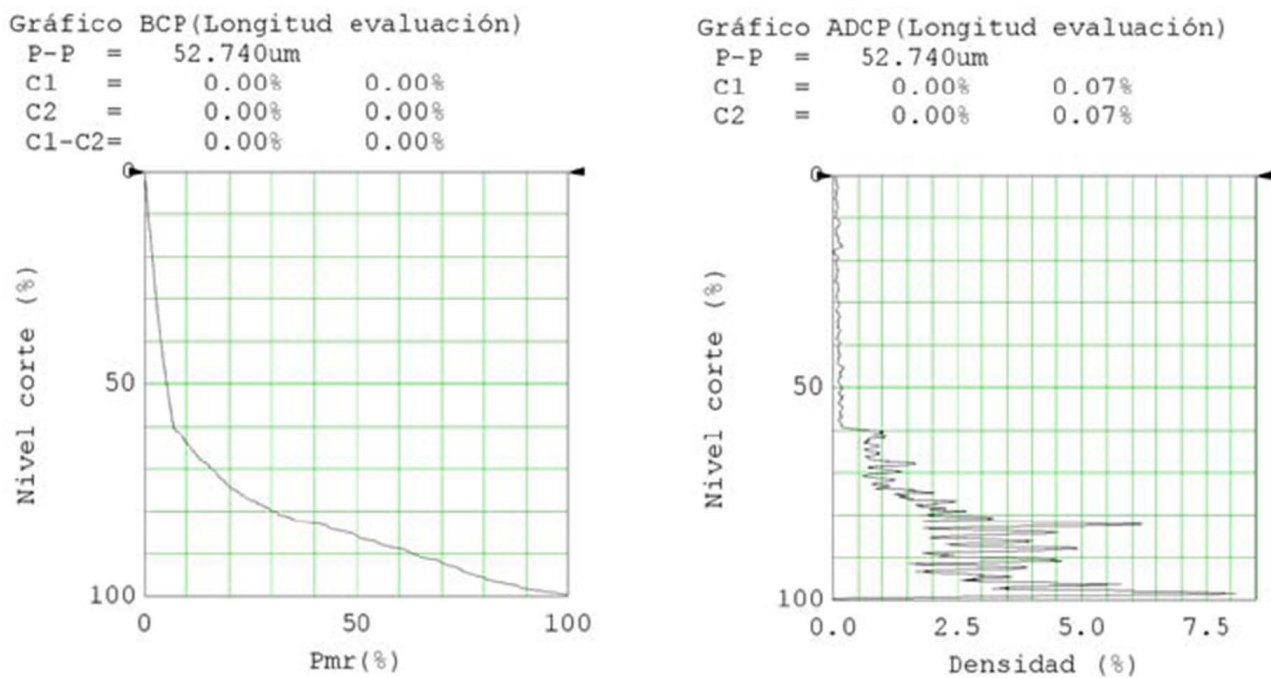 Gráfico BCP(Longitud evaluación)
P-P = 52.740um
C1 = 0.00% 0.00%
C2 = 0.00% 0.00%
C1-C2= 0.00% 0.00%
0
50
100
Nivel corte (%)
0 50 100
Pmr(%)
Gráfico ADCP(Longitud evaluación)
P-P = 52.740um
C1 = 0.00% 0.07%
C2 = 0.00% 0.07%
0
50
100
Nivel corte (%)
0.0 2.5 5.0 7.5
Densidad (%)